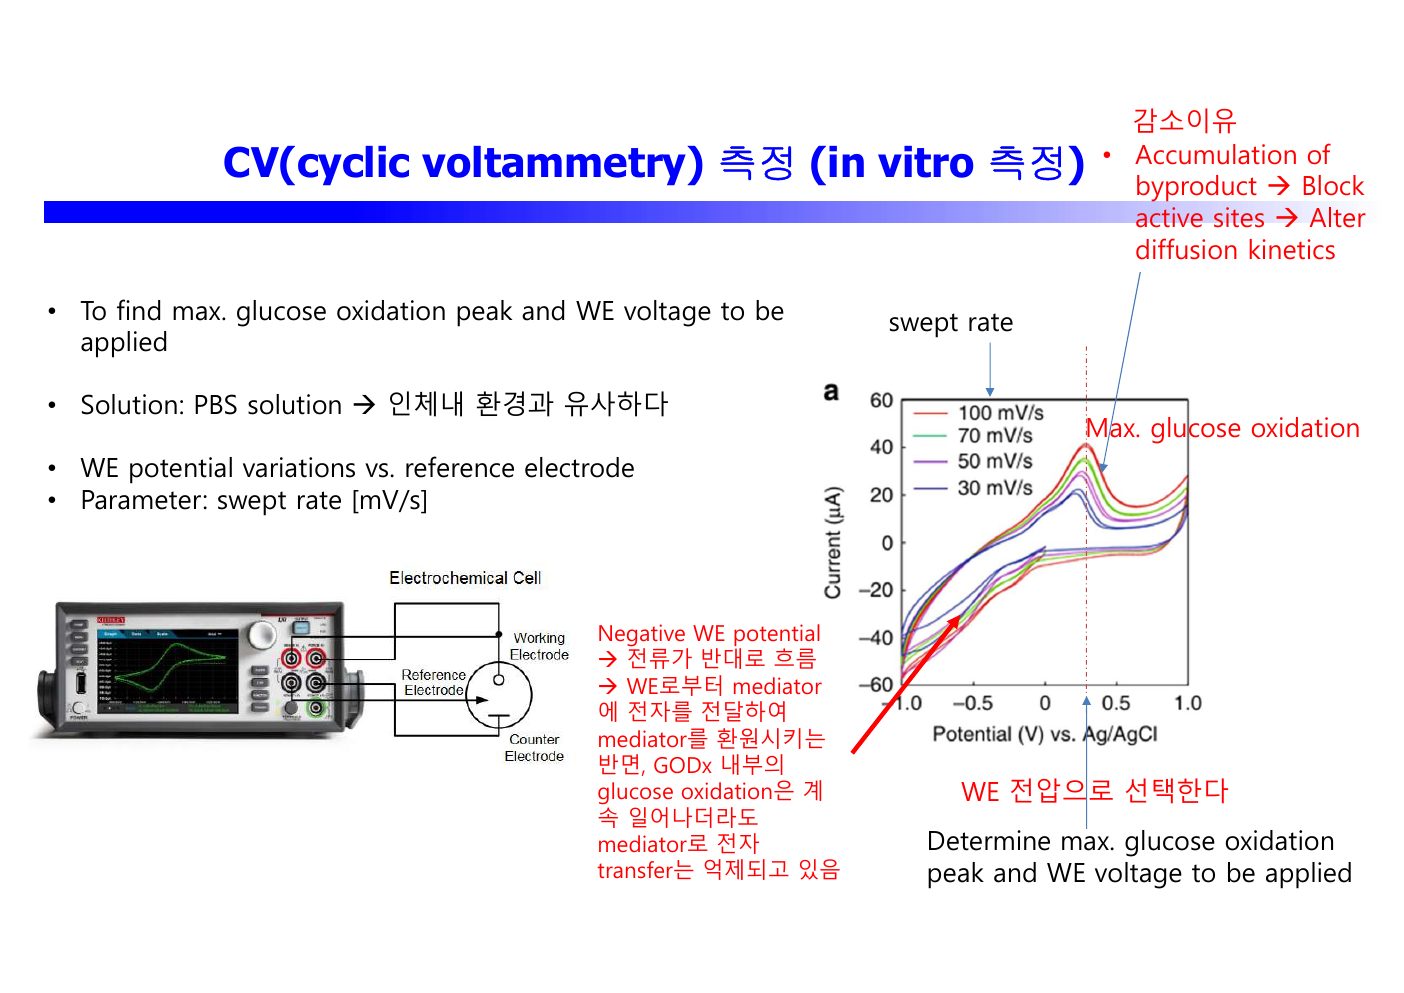 감소이유
CV(cyclic voltammetry) 측정 (in vitro 측정)
• Accumulation of
byproduct → Block
active sites → Alter
diffusion kinetics
• To find max. glucose oxidation peak and WE voltage to be
applied
• Solution: PBS solution → 인체내 환경과 유사하다
• WE potential variations vs. reference electrode
• Parameter: swept rate [mV/s]
swept rate
a
60
40
20
0
−20
−40
−60
Current (µA)
100 mV/s
70 mV/s
50 mV/s
30 mV/s
Max. glucose oxidation
−1.0 −0.5 0 0.5 1.0
Potential (V) vs. Ag/AgCl
Electrochemical Cell
Working
Electrode
Reference
Electrode
Counter
Electrode
KEITHLEY
POWER
Negative WE potential
→ 전류가 반대로 흐름
→ WE로부터 mediator
에 전자를 전달하여
mediator를 환원시키는
반면, GODx 내부의
glucose oxidation은 계
속 일어나더라도
mediator로 전자
transfer는 억제되고 있음
WE 전압으로 선택한다
Determine max. glucose oxidation
peak and WE voltage to be applied